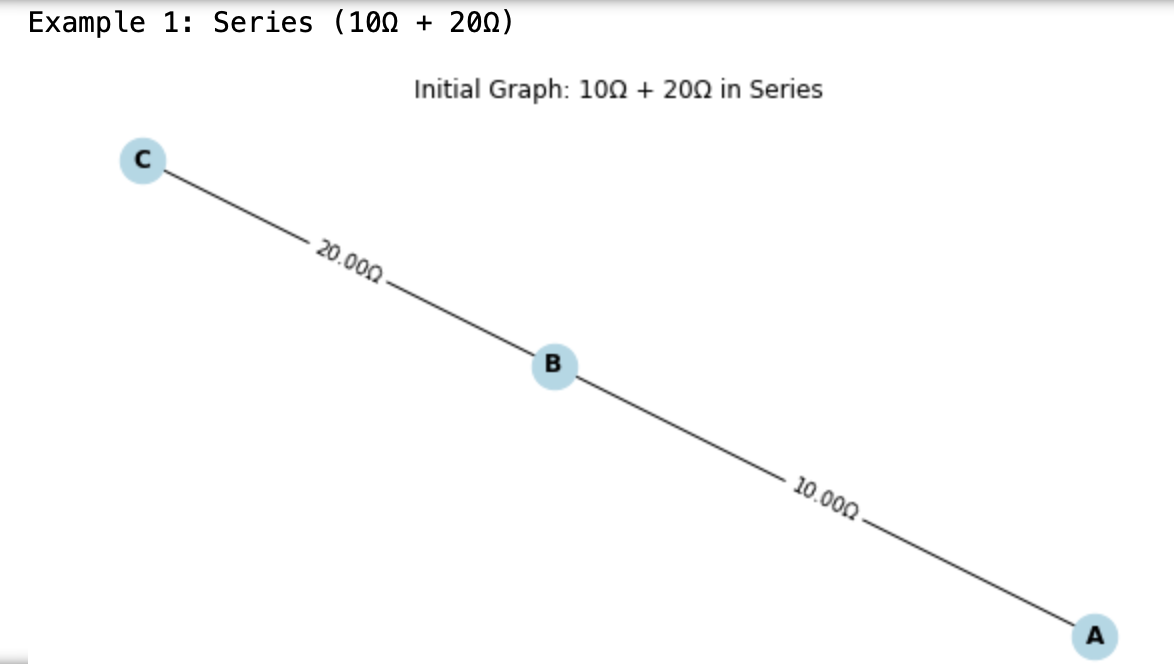 Example 1: Series (10Ω + 20Ω)
Initial Graph: 10Ω + 20Ω in Series
C
20.00Ω
B
10.00Ω
A